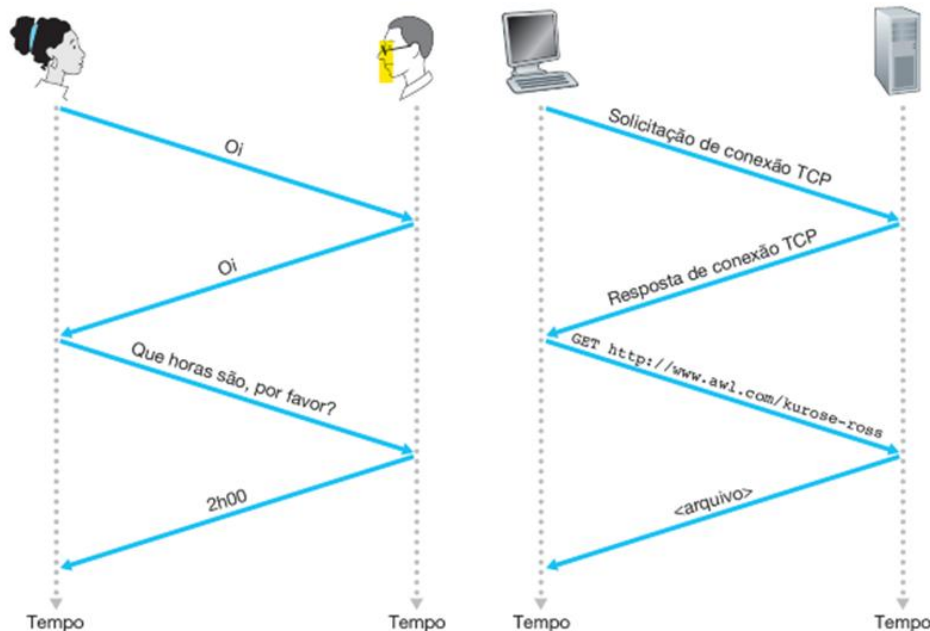 Oi
Oi
Que horas são, por favor?
2h00
Tempo
Tempo
Solicitação de conexão TCP
Resposta de conexão TCP
GET http://www.awl.com/kurose-ross
<arquivo>
Tempo
Tempo